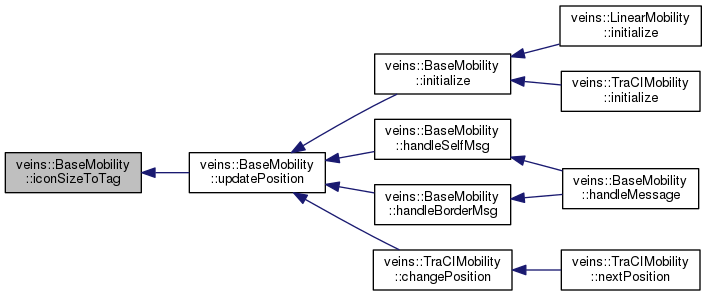 veins::BaseMobility
::iconSizeToTag
veins::BaseMobility
::updatePosition
veins::BaseMobility
::initialize
veins::LinearMobility
::initialize
veins::TraCIMobility
::initialize
veins::BaseMobility
::handleSelfMsg
veins::BaseMobility
::handleMessage
veins::BaseMobility
::handleBorderMsg
veins::TraCIMobility
::changePosition
veins::TraCIMobility
::nextPosition